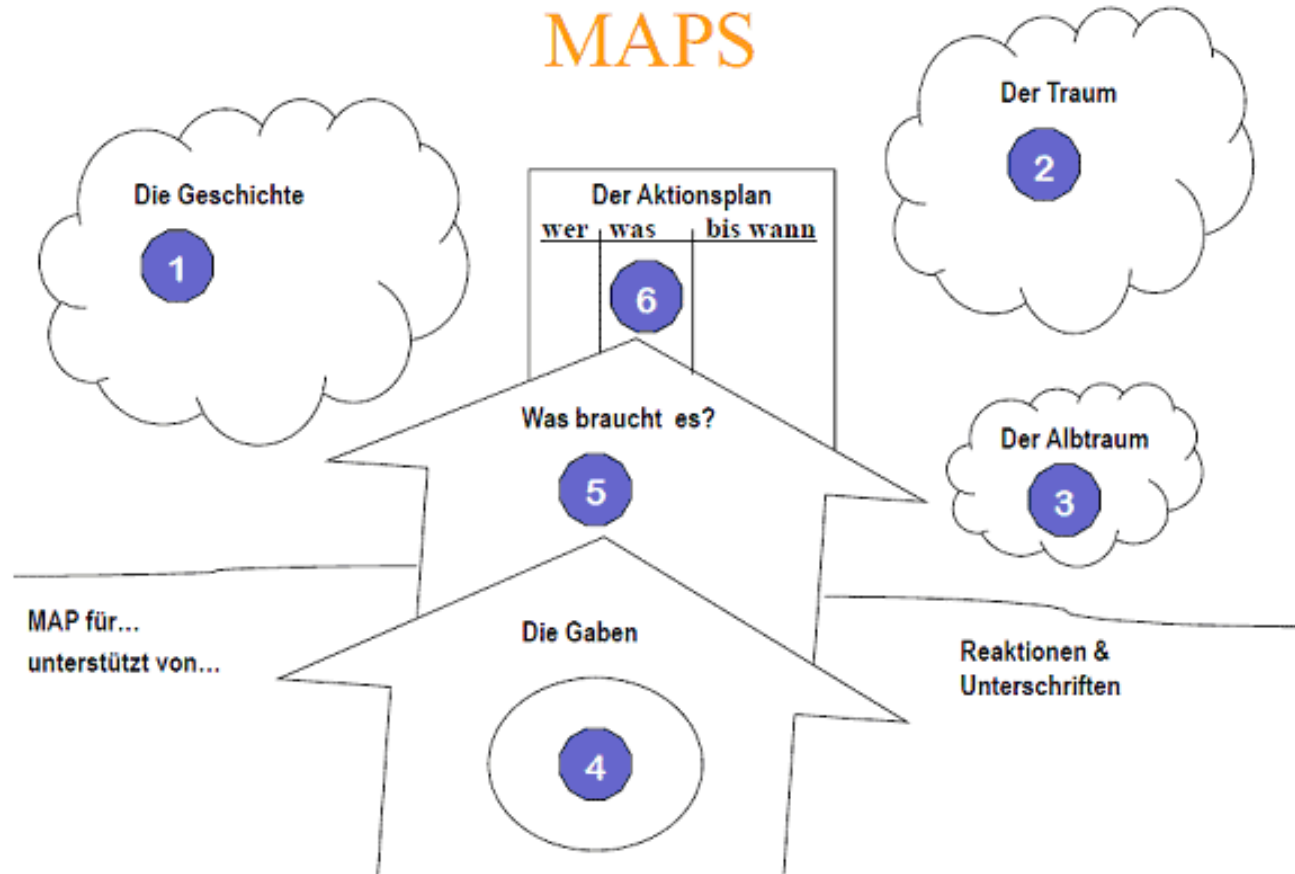 MAPS
Die Geschichte
1
Der Traum
2
Der Aktionsplan
wer was bis wann
6
Was braucht es?
5
Der Albtraum
3
MAP für...
unterstützt von...
Die Gaben
4
Reaktionen &
Unterschriften